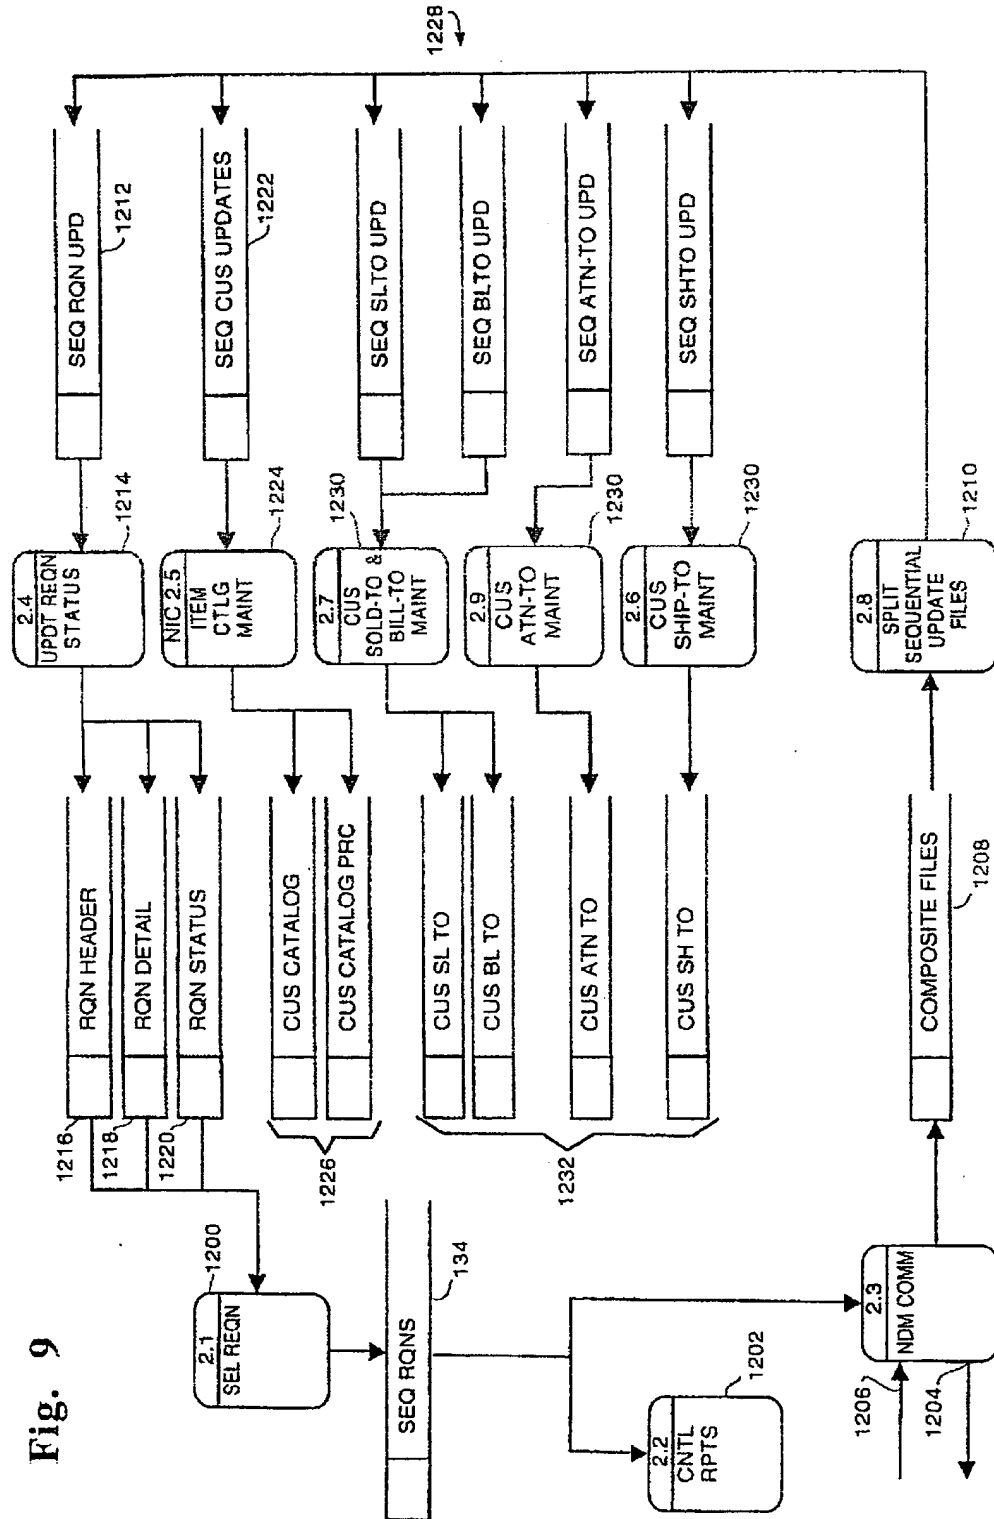 Fig. 9
1216
RQN HEADER
1218
RQN DETAIL
1220
RQN STATUS
2.4
UPDT REQN
STATUS
1214
SEQ RQN UPD
1212
1226
CUS CATALOG
CUS CATALOG PRC
NIC 2.5
ITEM
CTLG
MAINT
1224
SEQ CUS UPDATES
1222
2.1
SEL REQN
1200
1232
CUS SL TO
CUS BL TO
CUS ATN TO
CUS SH TO
2.7
CUS
SOLD-TO &
BILL-TO
MAINT
1230
SEQ SLTO UPD
SEQ BLTO UPD
2.9
CUS
ATN-TO
MAINT
1230
SEQ ATN-TO UPD
2.6
CUS
SHIP-TO
MAINT
1230
SEQ SHTO UPD
1228
SEQ RQNS
134
2.2
CNTL
RPTS
1202
1206
1204
2.3
NDM COMM
COMPOSITE FILES
1208
2.8
SPLIT
SEQUENTIAL
UPDATE
FILES
1210